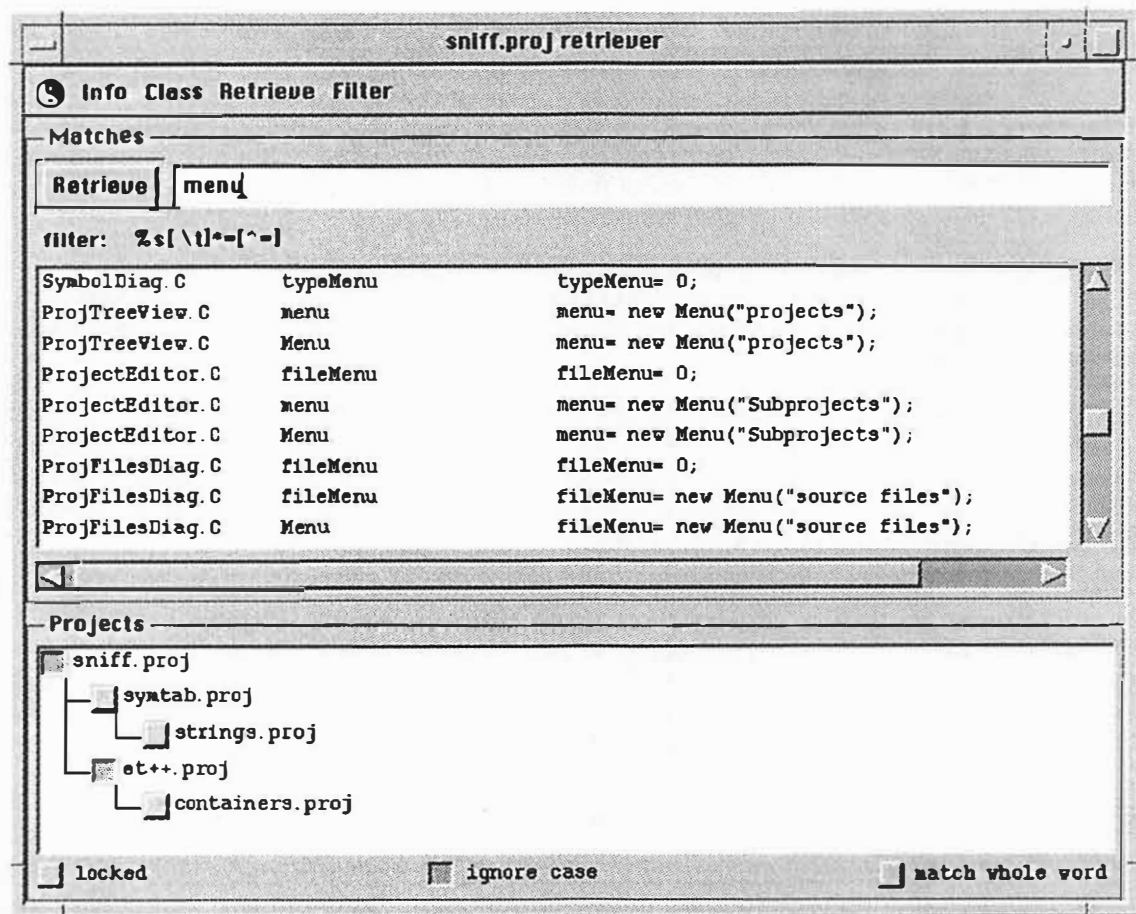 sniff.proj retriever
Info Class Retrieve Filter
Matches
Retrieve menu
filter: %s[ \t]*=[^=]
SymbolDiag.C typeMenu typeMenu= 0;
ProjTreeView.C menu menu= new Menu("projects");
ProjTreeView.C Menu menu= new Menu("projects");
ProjectEditor.C fileMenu fileMenu= 0;
ProjectEditor.C menu menu= new Menu("Subprojects");
ProjectEditor.C Menu menu= new Menu("Subprojects");
ProjFilesDiag.C fileMenu fileMenu= 0;
ProjFilesDiag.C fileMenu fileMenu= new Menu("source files");
ProjFilesDiag.C Menu fileMenu= new Menu("source files");
Projects
sniff.proj
symtab.proj
strings.proj
et++.proj
containers.proj
locked ignore case match whole word